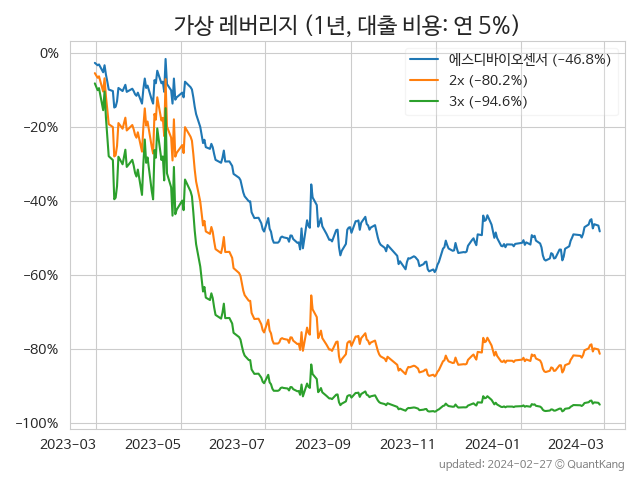 가상 레버리지 (1년, 대출 비용: 연 5%)
에스디바이오센서 (−46.8%)
2x (−80.2%)
3x (−94.6%)
0%
−20%
−40%
−60%
−80%
−100%
2023-03 2023-05 2023-07 2023-09 2023-11 2024-01 2024-03
updated: 2024-02-27 © QuantKang